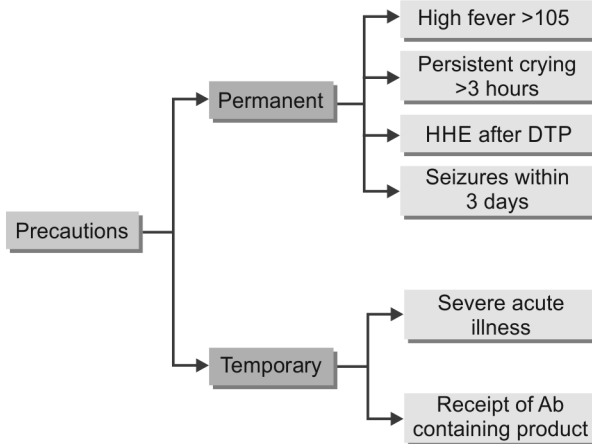 Precautions
Permanent
High fever >105
Persistent crying
>3 hours
HHE after DTP
Seizures within
3 days
Temporary
Severe acute
illness
Receipt of Ab
containing product